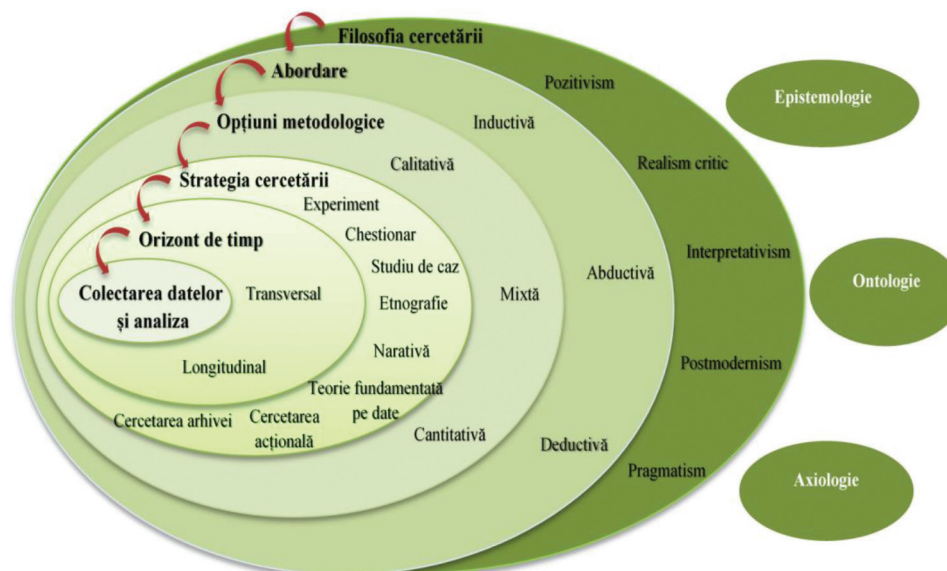 Filosofia cercetării
Abordare
Pozitivism
Epistemologie
Opțiuni metodologice
Inductivă
Calitativă
Realism critic
Strategia cercetării
Experiment
Orizont de timp
Chestionar
Interpretativism
Studiu de caz
Abductivă
Ontologie
Colectarea datelor
și analiza
Transversal
Etnografie
Mixtă
Narativă
Longitudinal
Postmodernism
Teorie fundamentată
pe date
Cercetarea arhivei
Cercetarea
acțională
Cantitativă
Deductivă
Pragmatism
Axiologie